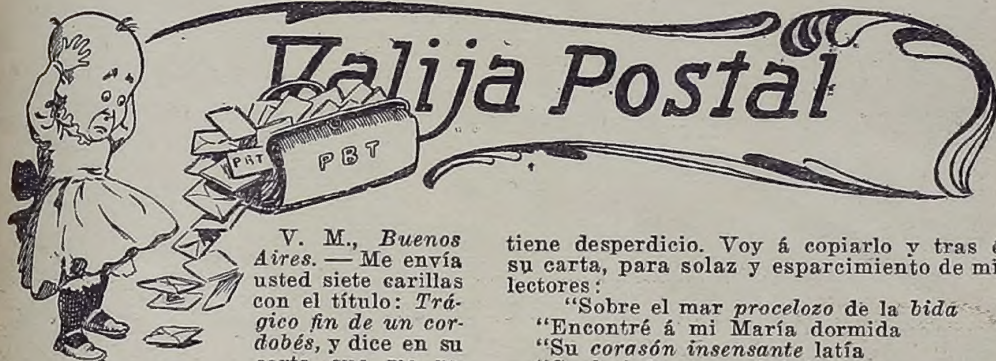 Valija Postal
PBT
PBT
V. M., Buenos
Aires. — Me envía
usted siete carillas
con el título: Trá-
gico fin de un cor-
dobés, y dice en su
tiene desperdicio. Voy á copiarlo y tras
su carta, para solaz y esparcimiento de mi
lectores:
“Sobre el mar procelozo de la bida
“Encontré á mi María dormida
“Su corasón insensante latía